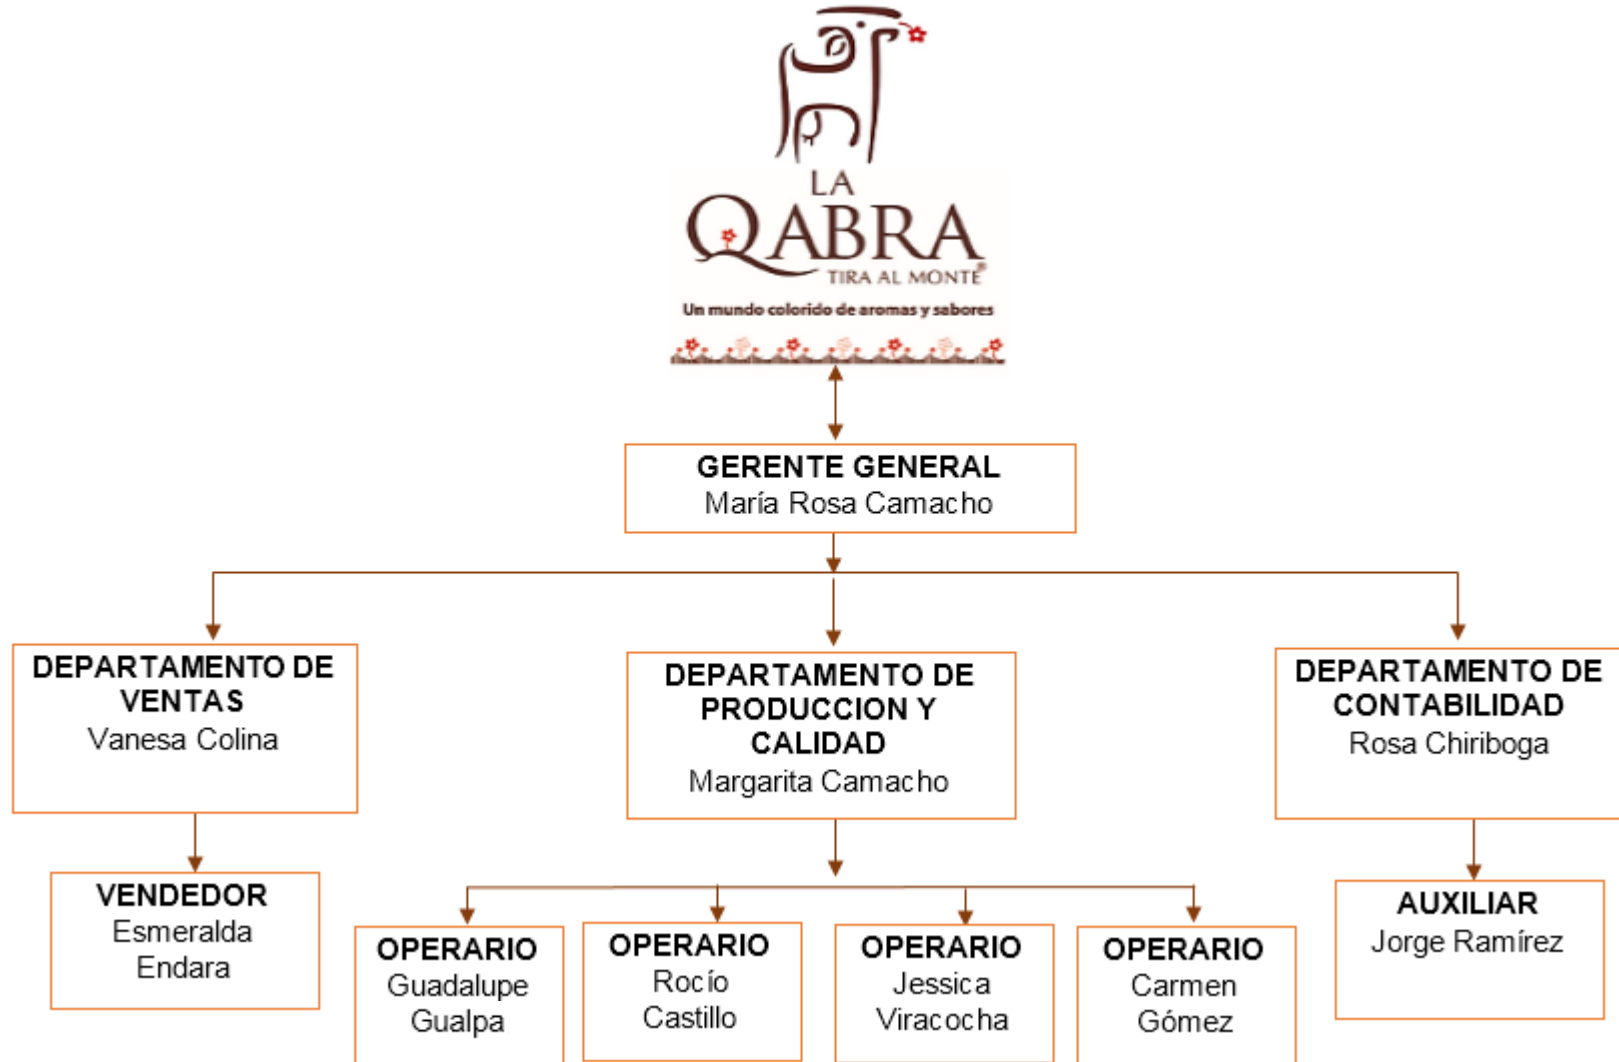 LA
QABRA
TIRA AL MONTE®
Un mundo colorido de aromas y sabores
GERENTE GENERAL
María Rosa Camacho
DEPARTAMENTO DE
VENTAS
Vanesa Colina
DEPARTAMENTO DE
PRODUCCION Y
CALIDAD
Margarita Camacho
DEPARTAMENTO DE
CONTABILIDAD
Rosa Chiriboga
VENDEDOR
Esmeralda
Endara
OPERARIO
Guadalupe
Gualpa
OPERARIO
Rocío
Castillo
OPERARIO
Jessica
Viracocha
OPERARIO
Carmen
Gómez
AUXILIAR
Jorge Ramírez